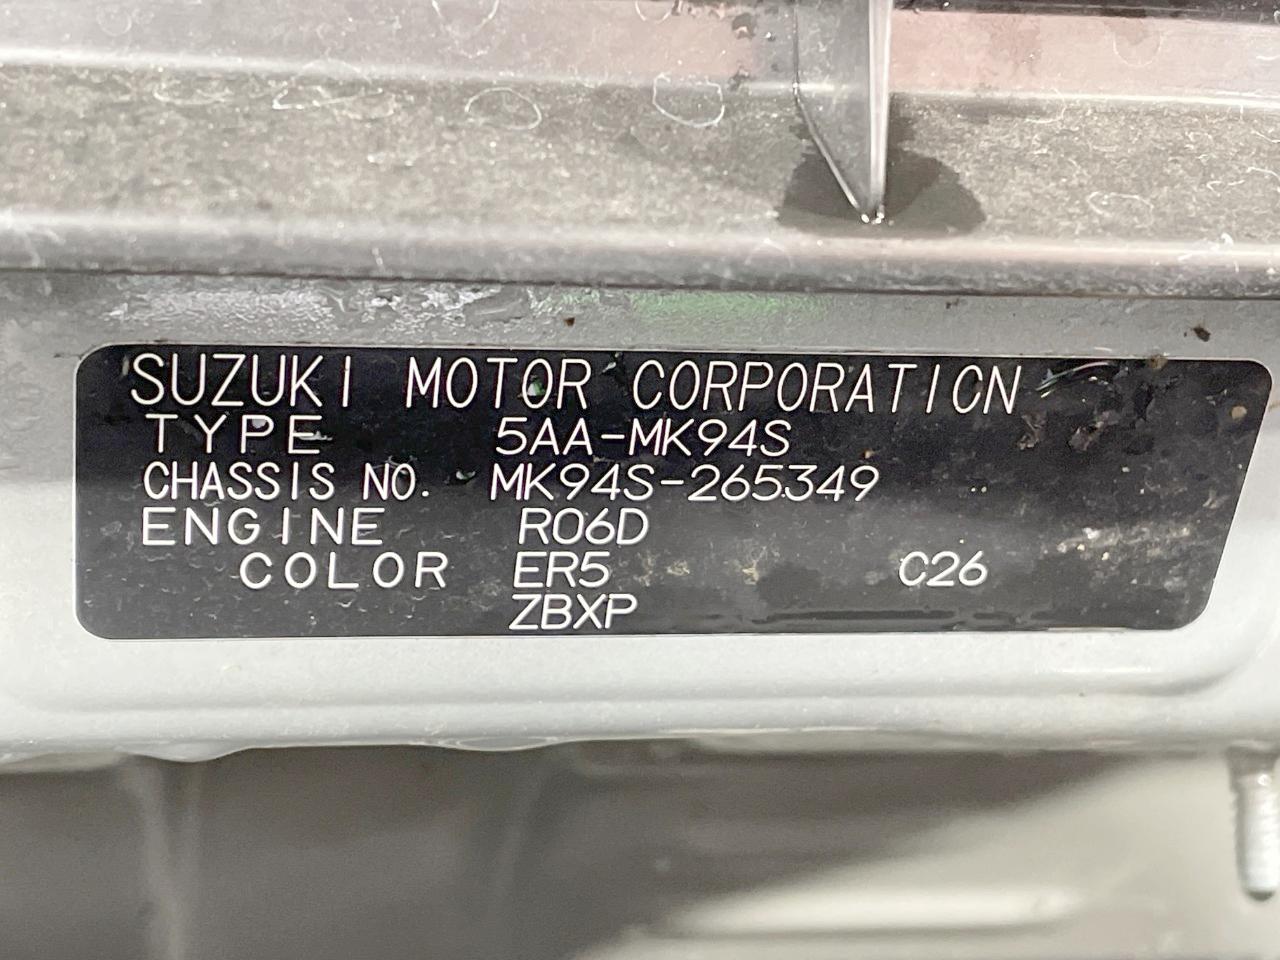 SUZUKI MOTOR CORPORATION
TYPE 5AA-MK94S
CHASSIS NO. MK94S-265349
ENGINE R06D
COLOR ER5 C26
ZBXP